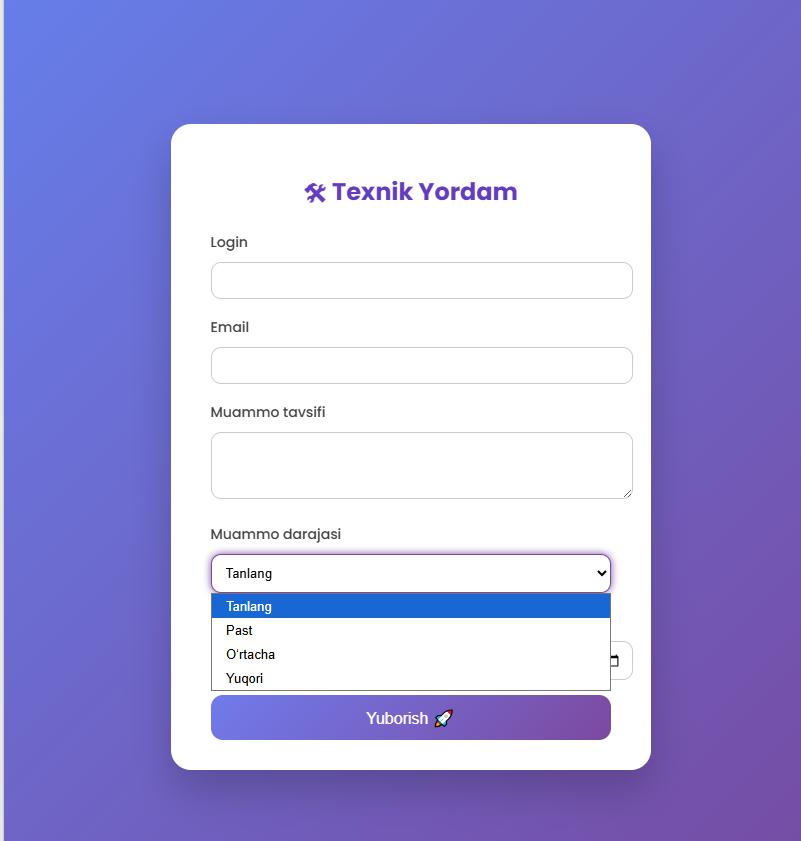 🛠 Texnik Yordam
Login
Email
Muammo tavsifi
Muammo darajasi
Tanlang
Tanlang
Past
O'rtacha
Yuqori
Yuborish 🚀